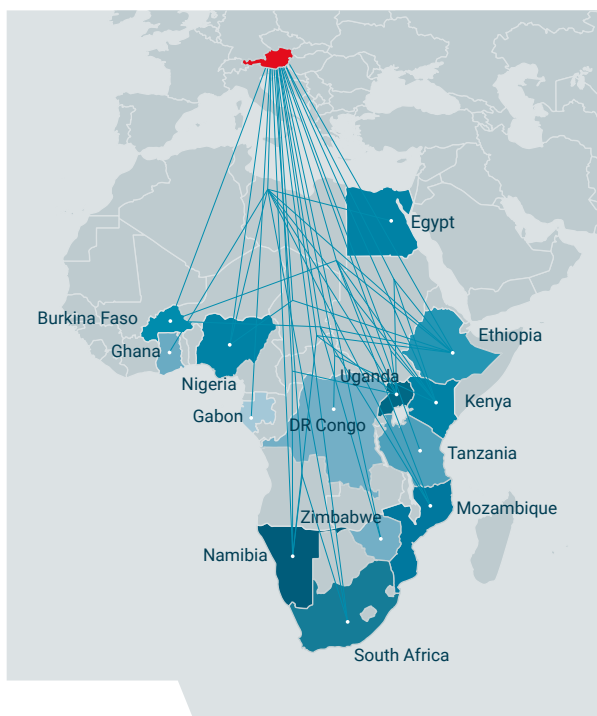 Egypt
Burkina Faso
Ethiopia
Ghana
Nigeria
Uganda
Kenya
Gabon
DR Congo
Tanzania
Mozambique
Zimbabwe
Namibia
South Africa